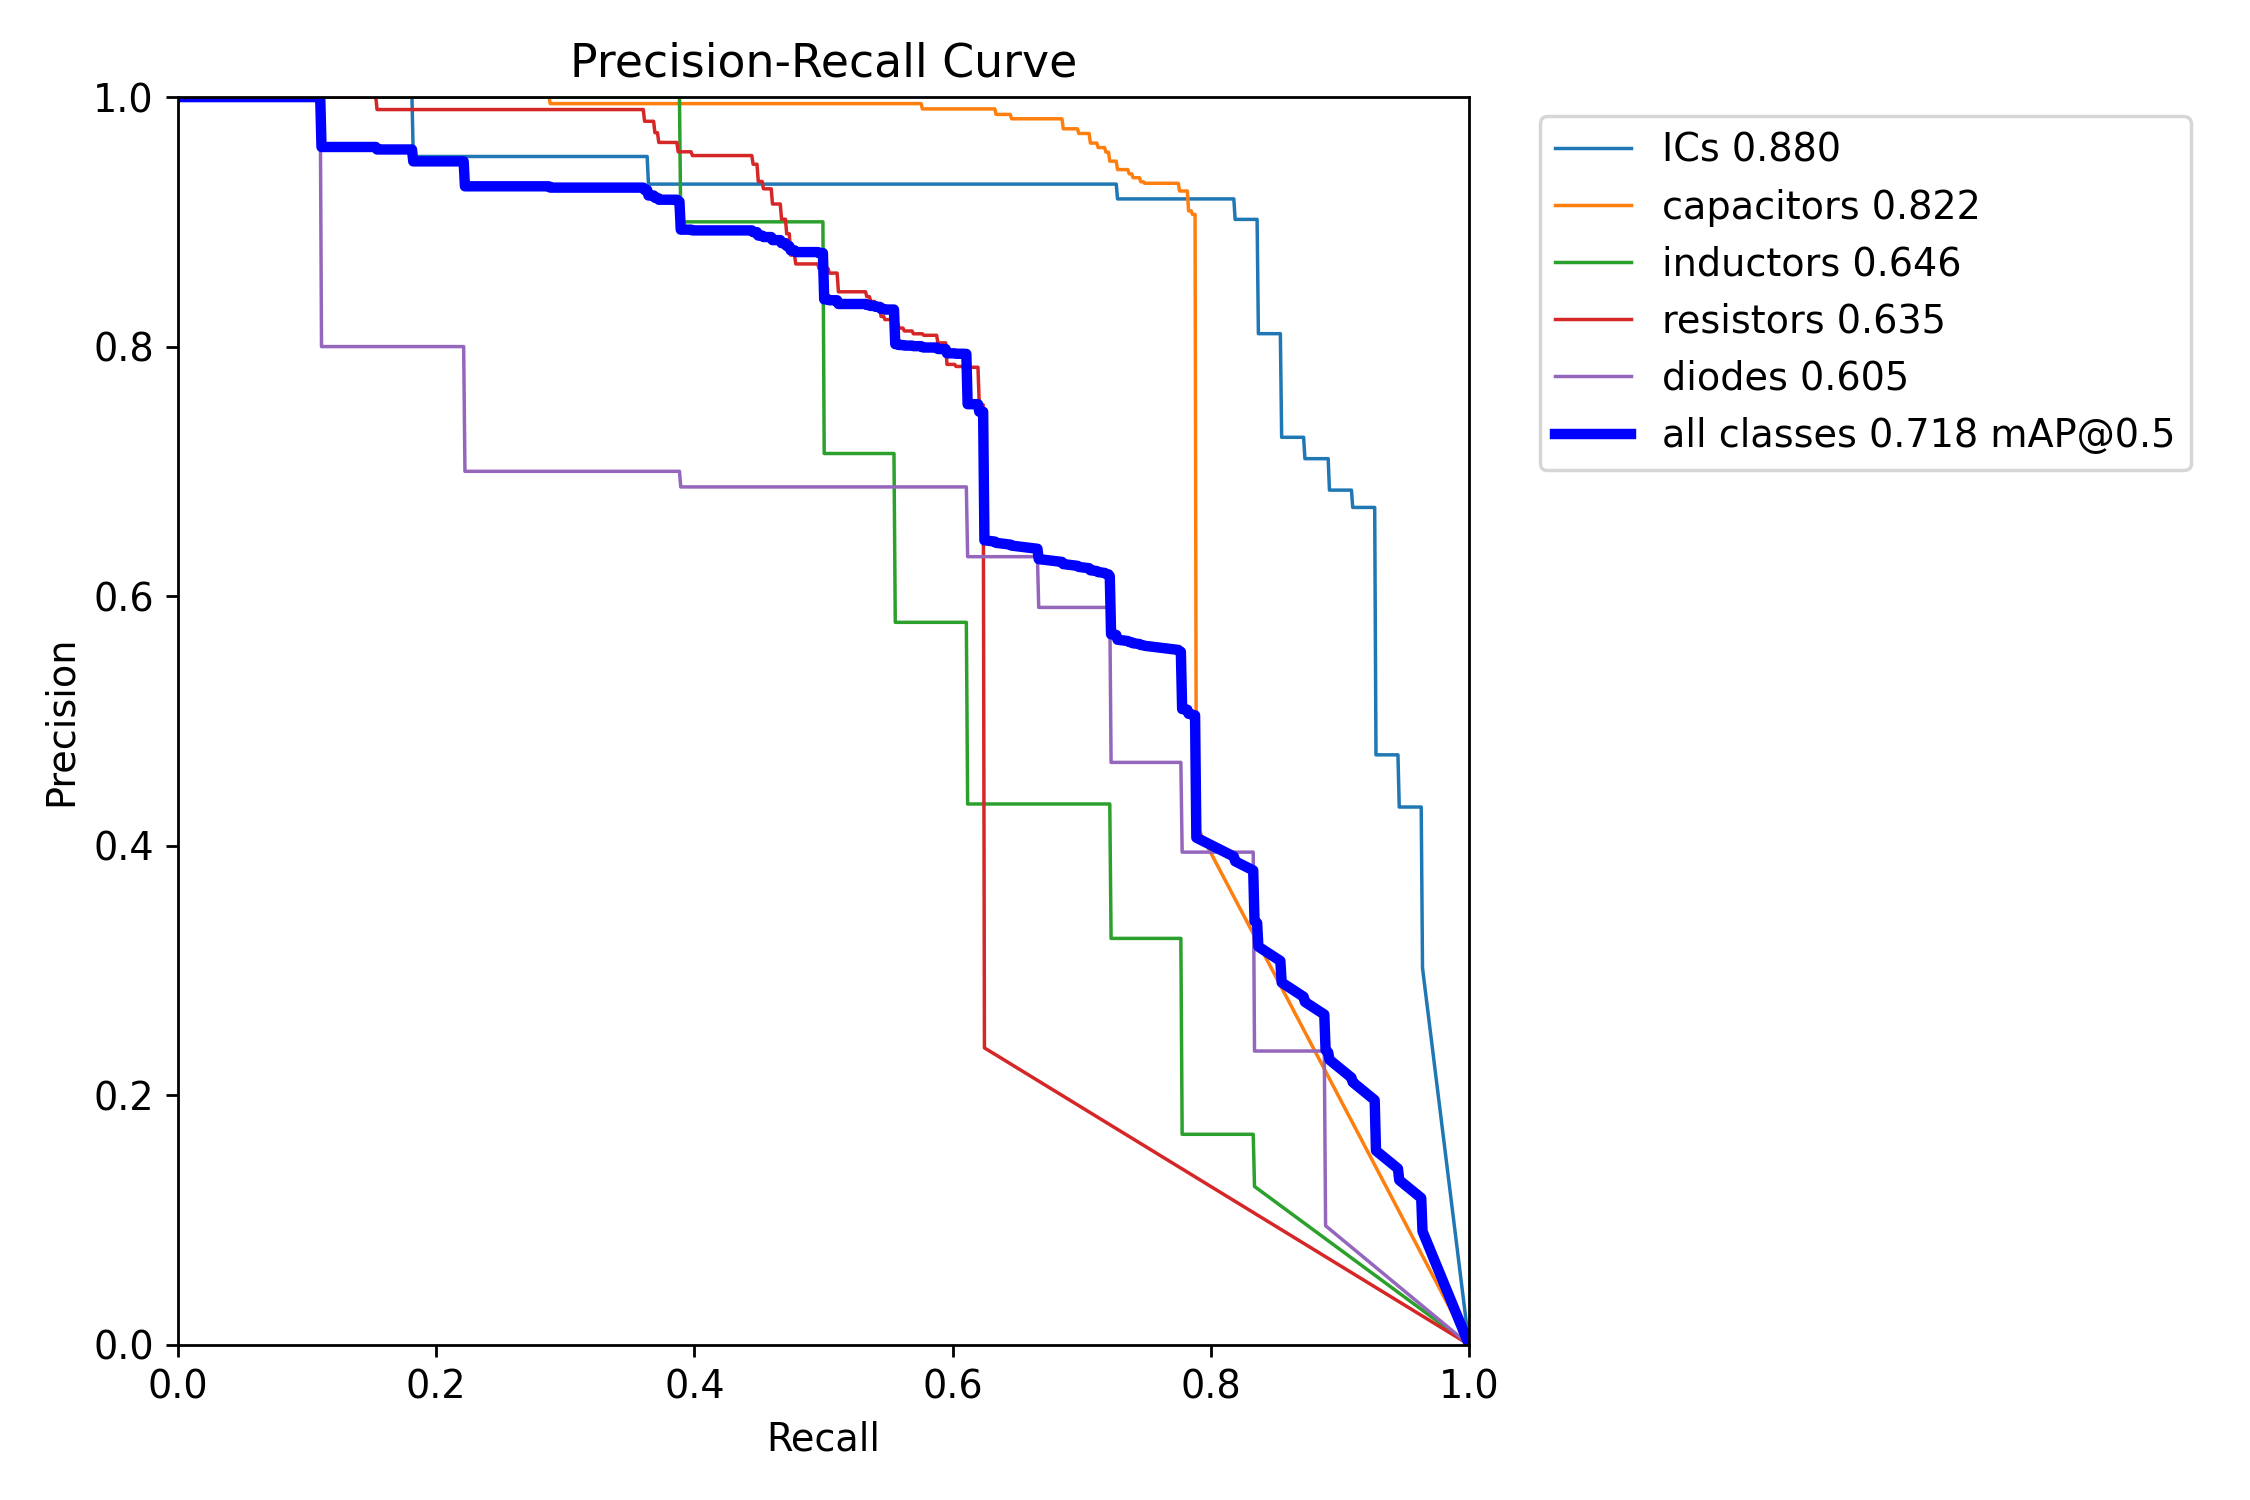 Precision-Recall Curve
1.0
0.8
0.6
0.4
0.2
0.0
Precision
0.0 0.2 0.4 0.6 0.8 1.0
Recall
ICs 0.880
capacitors 0.822
inductors 0.646
resistors 0.635
diodes 0.605
all classes 0.718 mAP@0.5